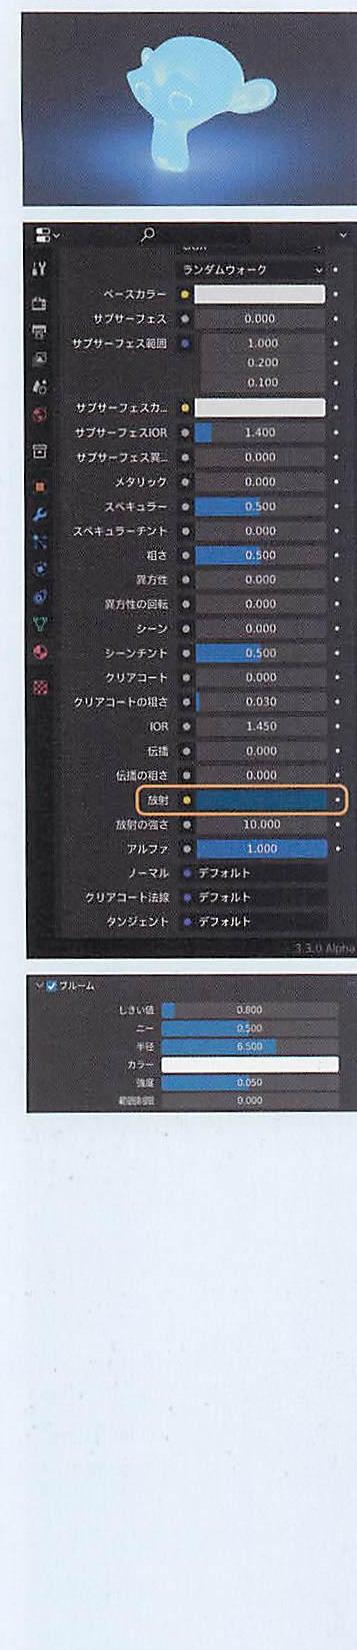 ランダムウォーク
ベースカラー
サブサーフェス 0.000
サブサーフェス範囲 1.000
0.200
0.100
サブサーフェスカ...
サブサーフェスIOR 1.400
サブサーフェス異... 0.000
メタリック 0.000
スペキュラー 0.500
スペキュラーチント 0.000
粗さ 0.500
異方性 0.000
異方性の回転 0.000
シーン 0.000
シーンチント 0.500
クリアコート 0.000
クリアコートの粗さ 0.030
IOR 1.450
伝播 0.000
伝播の粗さ 0.000
放射
放射の強さ 10.000
アルファ 1.000
ノーマル デフォルト
クリアコート法線 デフォルト
タンジェント デフォルト
3.3.0 Alpha
ブルーム
しきい値 0.800
ニー 0.500
半径 6.500
カラー
強度 0.050
範囲制限 0.000